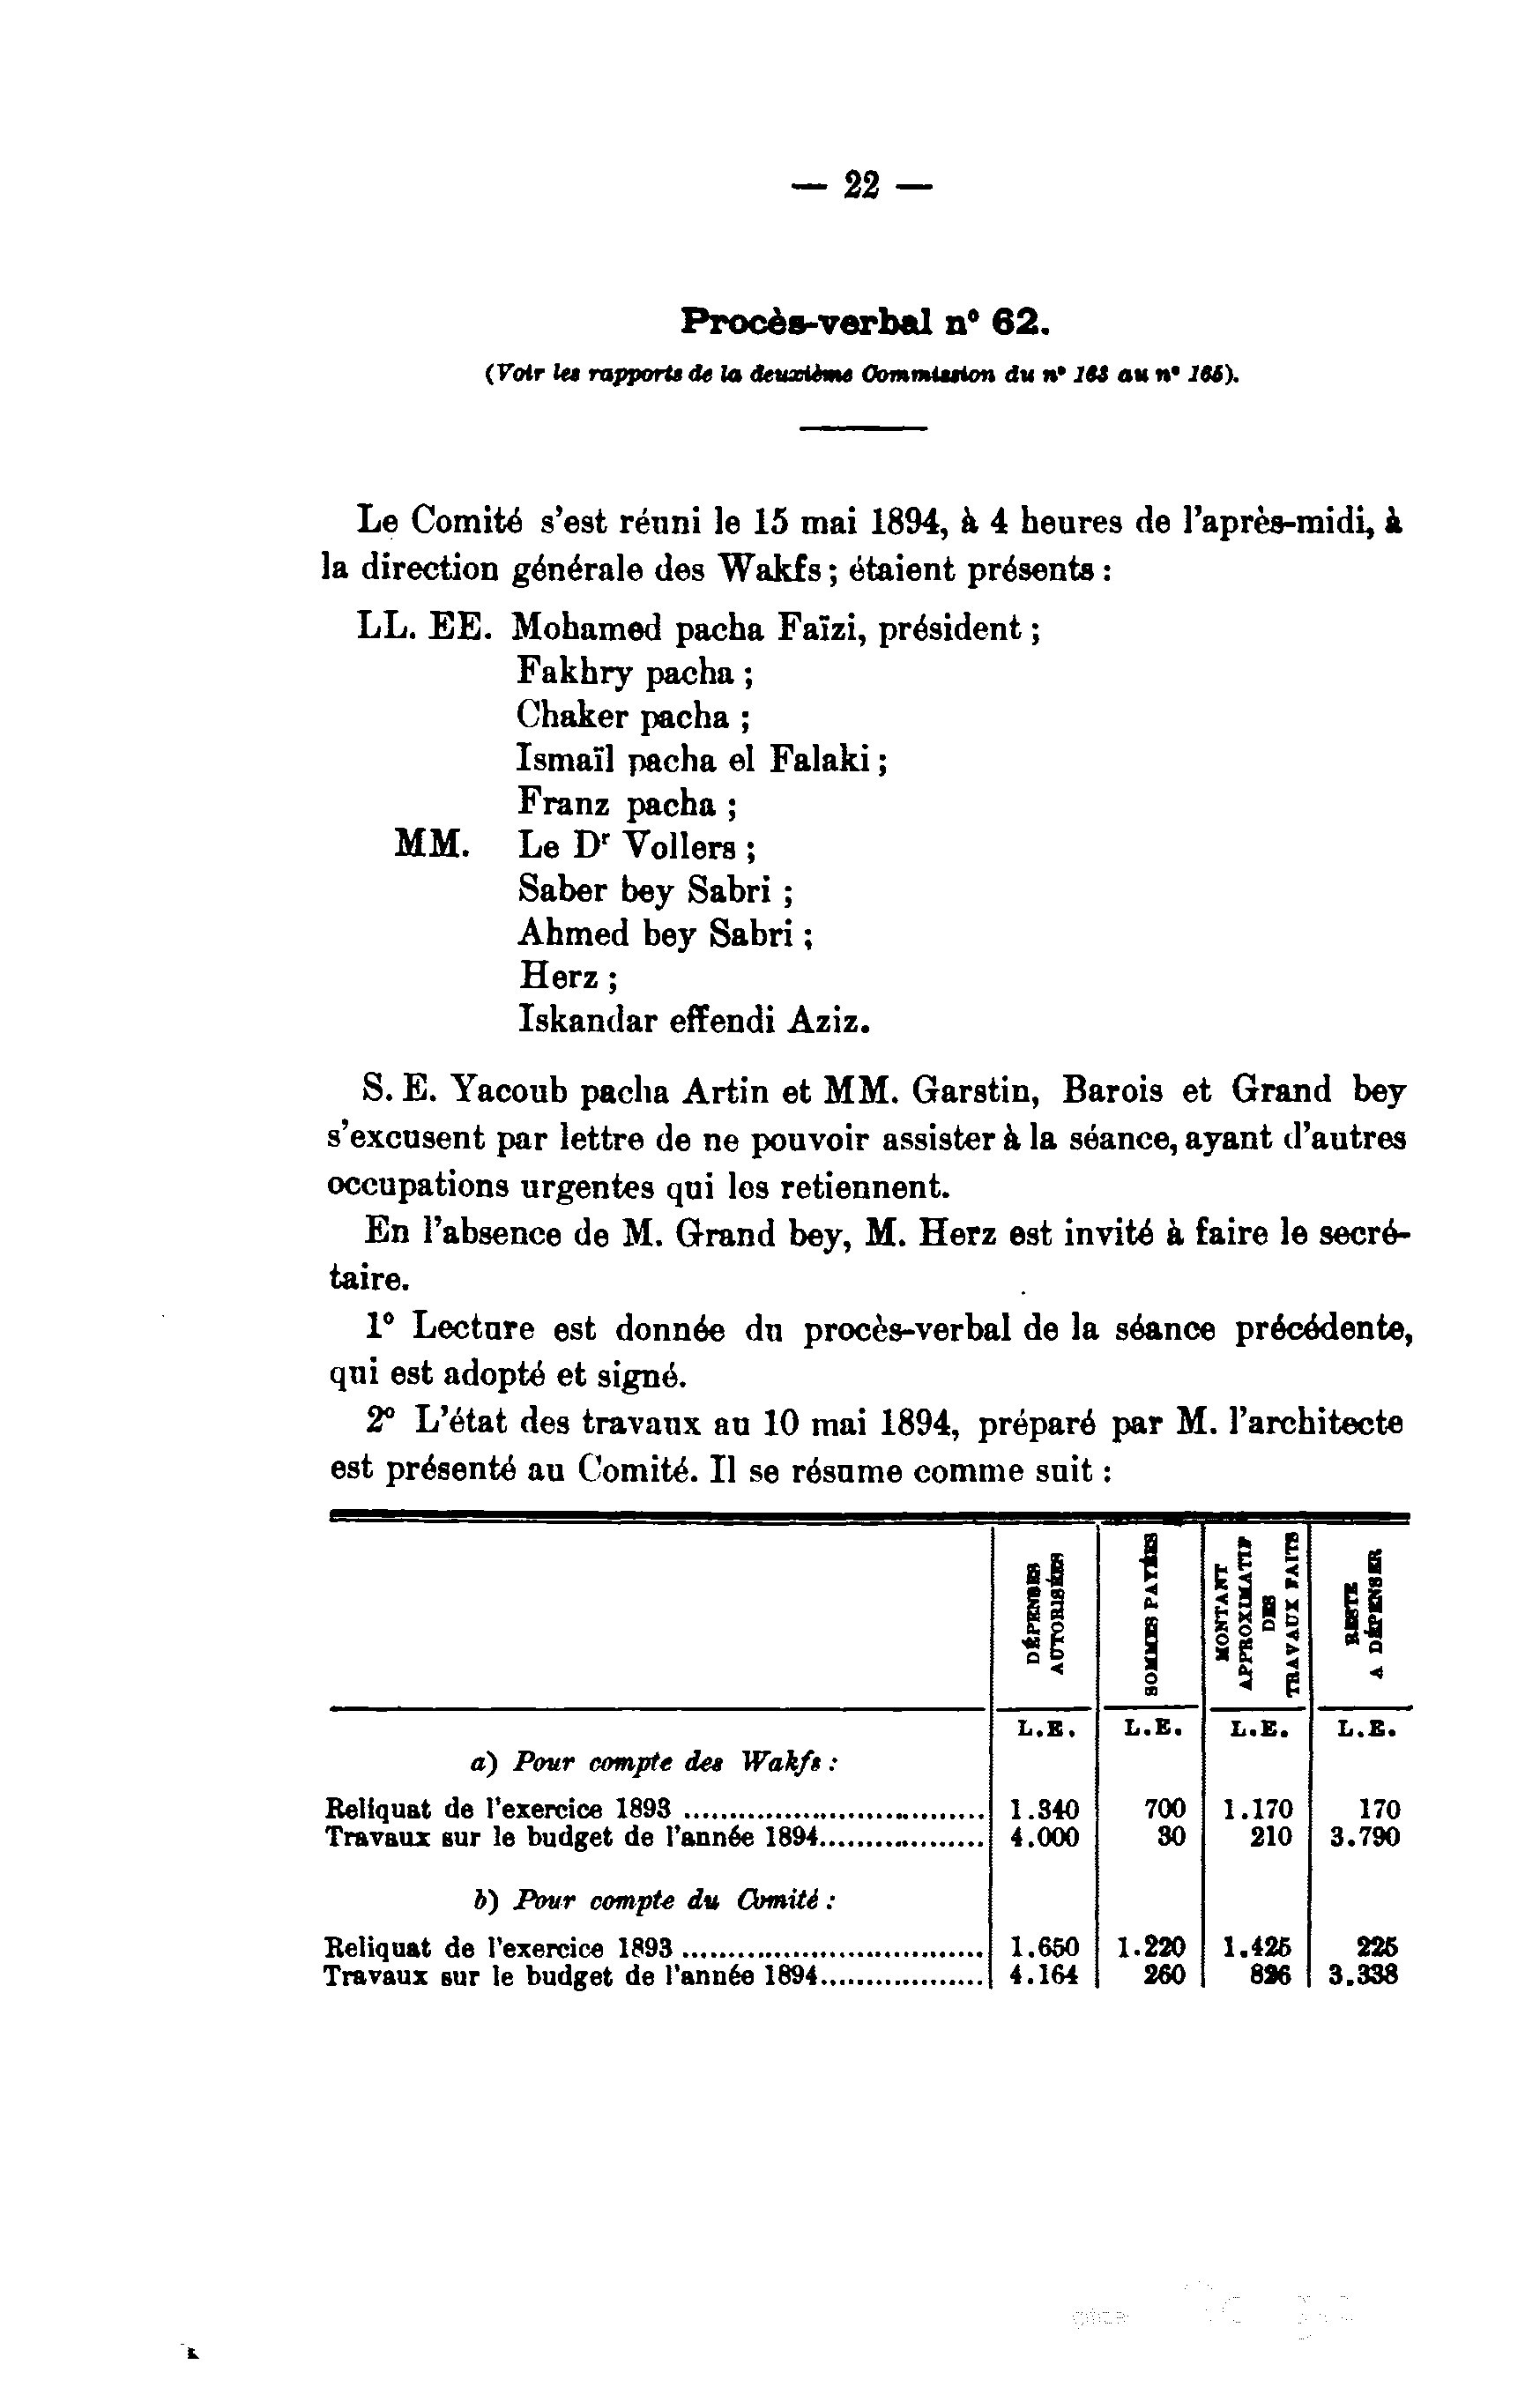 — 22 —
Procès-verbal n° 62.
(Voir les rapports de la deuxième Commission du n° 163 au n° 165).
Le Comité s'est réuni le 15 mai 1894, à 4 heures de l'après-midi, à
la direction générale des Wakfs ; étaient présents :
LL. EE. Mohamed pacha Faïzi, président ;
Fakhry pacha ;
Chaker pacha ;
Ismaïl pacha el Falaki ;
Franz pacha ;
MM. Le Dr Vollers ;
Saber bey Sabri ;
Ahmed bey Sabri ;
Herz ;
Iskandar effendi Aziz.
S. E. Yacoub pacha Artin et MM. Garstin, Barois et Grand bey
s'excusent par lettre de ne pouvoir assister à la séance, ayant d'autres
occupations urgentes qui les retiennent.
En l'absence de M. Grand bey, M. Herz est invité à faire le secré-
taire.
1° Lecture est donnée du procès-verbal de la séance précédente,
qui est adopté et signé.
2° L'état des travaux au 10 mai 1894, préparé par M. l'architecte
est présenté au Comité. Il se résume comme suit :
DÉPENSES
AUTORISÉES
SOMMES PAYÉES
MONTANT
APPROXIMATIF
DES
TRAVAUX FAITS
RESTE
A DÉPENSER
L.E. L.E. L.E. L.E.
a) Pour compte des Wakfs :
Reliquat de l'exercice 1893 ................................ 1.340 700 1.170 170
Travaux sur le budget de l'année 1894.................. 4.000 30 210 3.790
b) Pour compte du Comité :
Reliquat de l'exercice 1893 ................................ 1.650 1.220 1.425 225
Travaux sur le budget de l'année 1894.................. 4.164 260 826 3.338